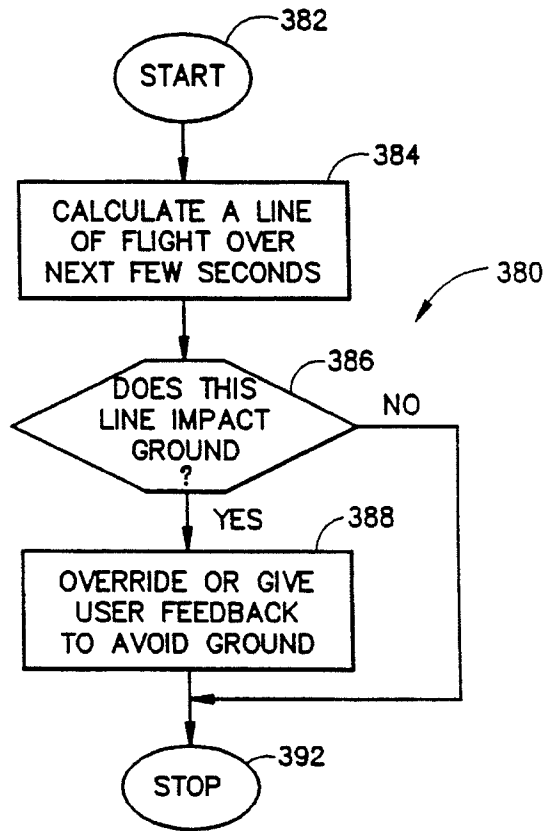 382
START
384
CALCULATE A LINE
OF FLIGHT OVER
NEXT FEW SECONDS
380
386
DOES THIS
LINE IMPACT
GROUND
?
NO
YES
388
OVERRIDE OR GIVE
USER FEEDBACK
TO AVOID GROUND
392
STOP